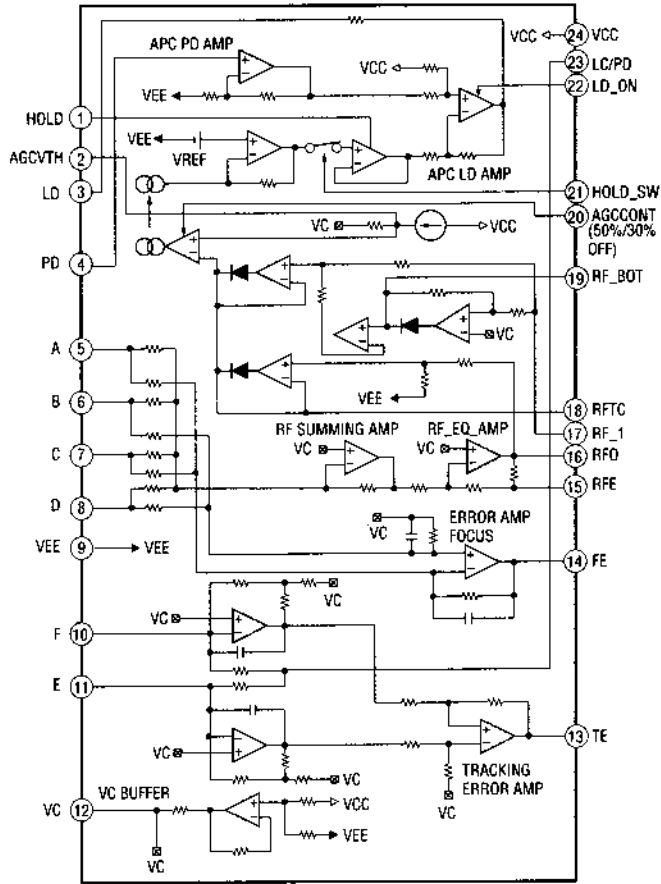 APC PD AMP
VCC
24
VCC
23
LC/PD
VCC
22
LD_ON
VEE
HOLD
1
VEE
VREF
AGCVTH
2
APC LD AMP
LD
3
21
HOLD_SW
VC
VCC
20
AGCCONT
(50%/30%
OFF)
PD
4
19
RF_BOT
VC
A
5
B
6
VEE
18
RFTC
RF SUMMING AMP
RF_EQ_AMP
17
RF_1
C
7
VC
VC
16
RFO
15
RFE
D
8
VC
ERROR AMP
FOCUS
VEE
9
VEE
14
FE
VC
VC
F
10
E
11
VC
13
TE
VC
TRACKING
ERROR AMP
VC
VC BUFFER
VC
12
VCC
VEE
VC